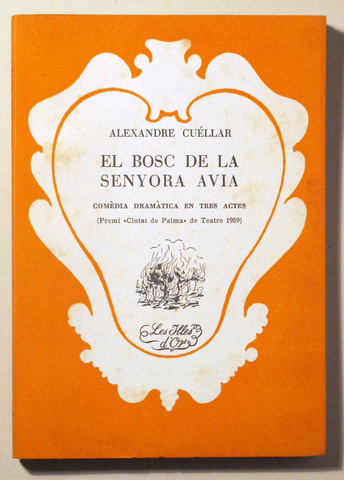 ALEXANDRE CUÉLLAR
EL BOSC DE LA
SENYORA AVIA
COMÈDIA DRAMÀTICA EN TRES ACTES
(Premi «Ciutat de Palma» de Teatre 1959)
Les Illes
d'Or